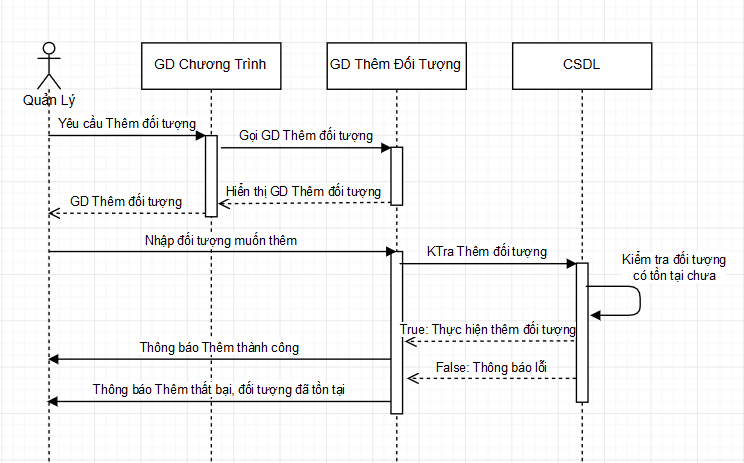 GD Chương Trình
GD Thêm Đối Tượng
CSDL
Quản Lý
Yêu cầu Thêm đối tượng
Gọi GD Thêm đối tượng
Hiển thị GD Thêm đối tượng
GD Thêm đối tượng
Nhập đối tượng muốn thêm
KTra Thêm đối tượng
Kiểm tra đối tượng
có tồn tại chưa
True: Thực hiện thêm đối tượng
Thông báo Thêm thành công
False: Thông báo lỗi
Thông báo Thêm thất bại, đối tượng đã tồn tại